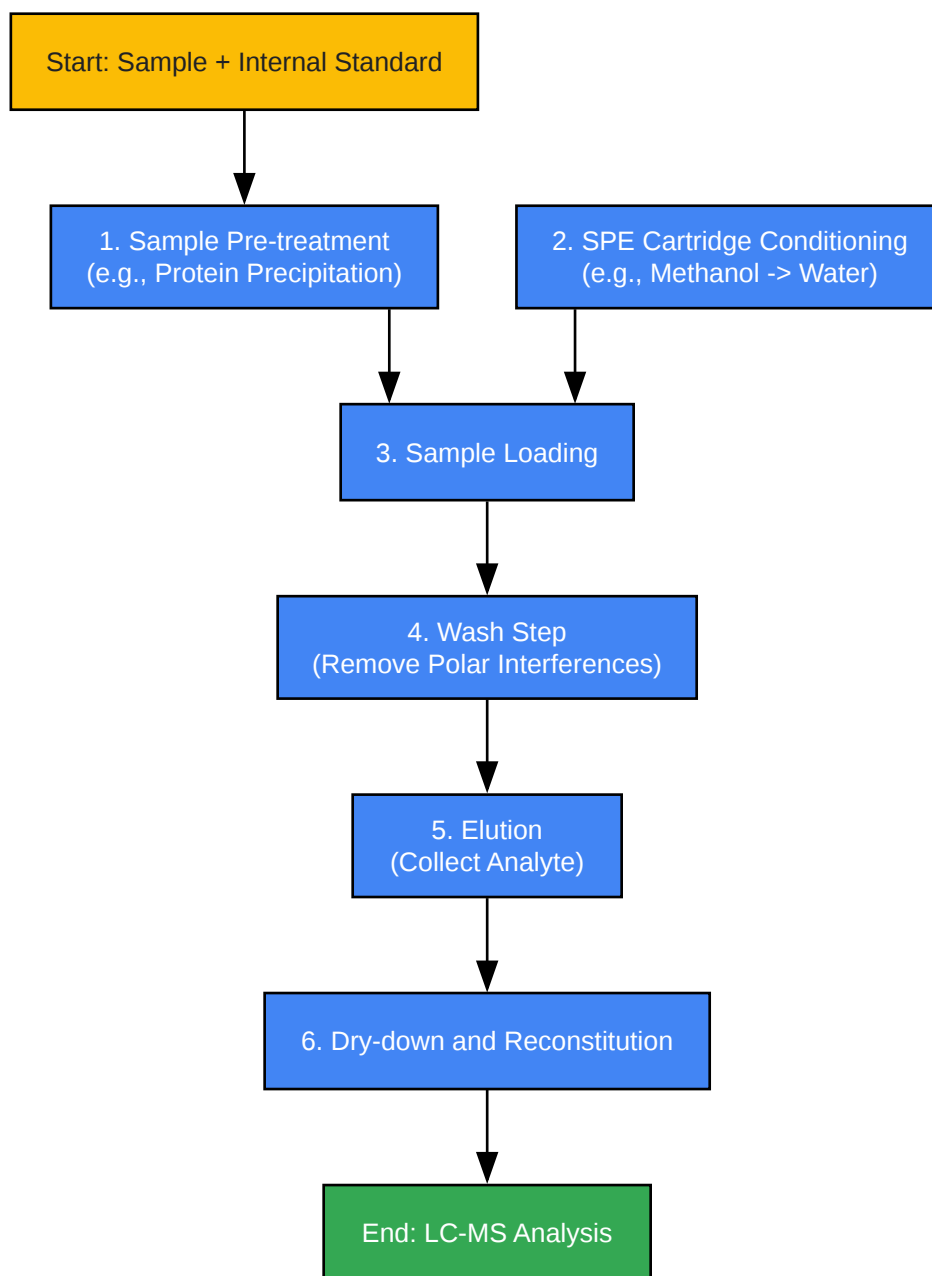 Start: Sample + Internal Standard
1. Sample Pre-treatment
(e.g., Protein Precipitation)
2. SPE Cartridge Conditioning
(e.g., Methanol -> Water)
3. Sample Loading
4. Wash Step
(Remove Polar Interferences)
5. Elution
(Collect Analyte)
6. Dry-down and Reconstitution
End: LC-MS Analysis